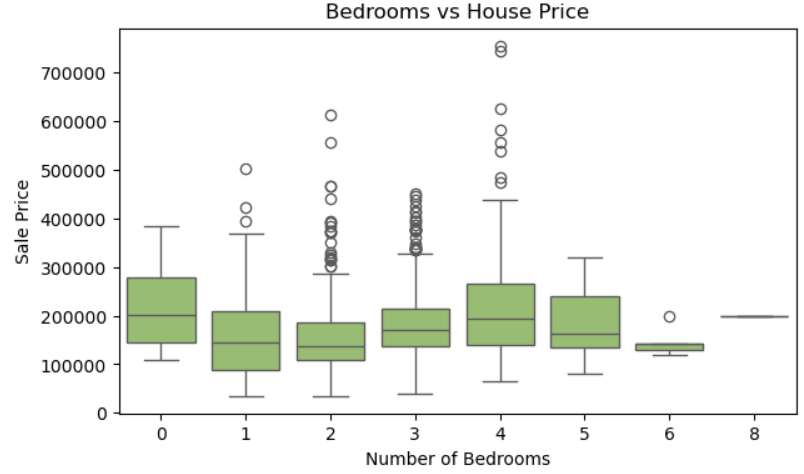 Bedrooms vs House Price
Sale Price
700000
600000
500000
400000
300000
200000
100000
0
0 1 2 3 4 5 6 8
Number of Bedrooms